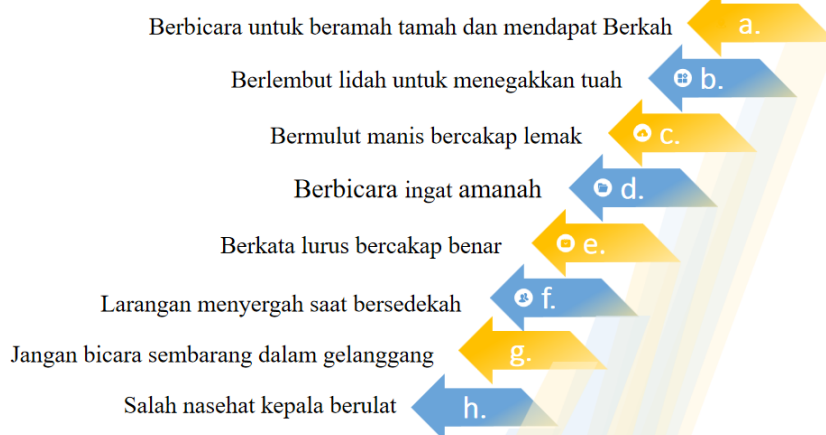 Berbicara untuk beramah tamah dan mendapat Berkah a.
Berlembut lidah untuk menegakkan tuah b.
Bermulut manis bercakap lemak c.
Berbicara ingat amanah d.
Berkata lurus bercakap benar e.
Larangan menyergah saat bersedekah f.
Jangan bicara sembarang dalam gelanggang g.
Salah nasehat kepala berulat h.